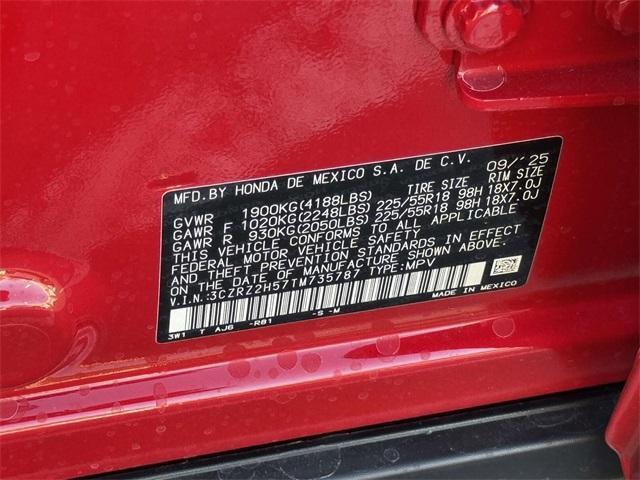 MFD.BY HONDA DE MEXICO S.A. DE C.V. 09/'25
GVWR 1900KG(4188LBS) TIRE SIZE RIM SIZE
GAWR F 1020KG(2248LBS) 225/55R18 98H 18X7.0J
GAWR R 930KG(2050LBS) 225/55R18 98H 18X7.0J
THIS VEHICLE CONFORMS TO ALL APPLICABLE
FEDERAL MOTOR VEHICLE SAFETY
AND THEFT PREVENTION STANDARDS IN EFFECT
ON THE DATE OF MANUFACTURE SHOWN ABOVE.
V.I.N.:3CZRZ2H57TM735787 TYPE:MPV
MADE IN MEXICO
3W1 T AJ6 -R81 -S -M